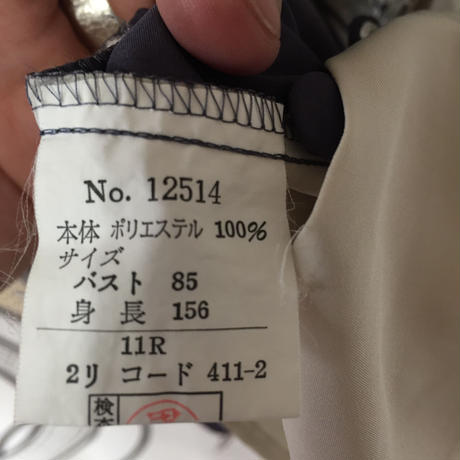 No. 12514
本体 ポリエステル 100%
サイズ
バスト 85
身長 156
11R
2リ コード 411-2
検